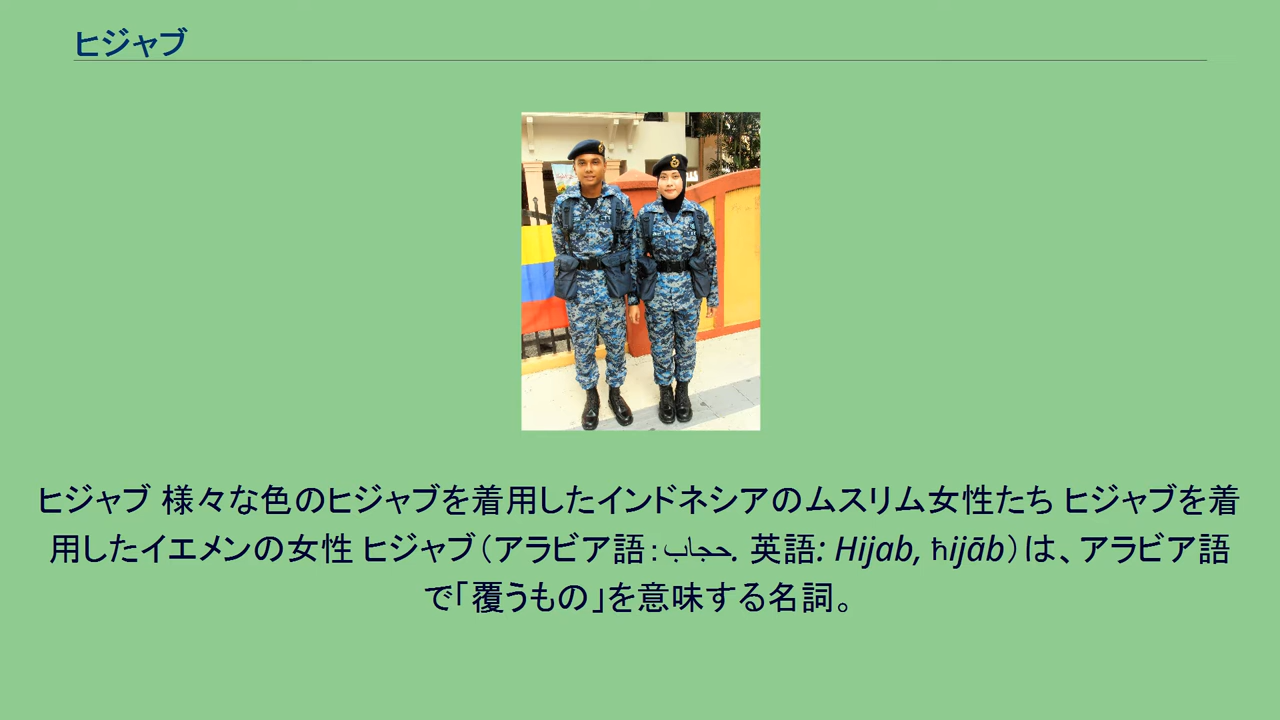 ヒジャブ
ヒジャブ 様々な色のヒジャブを着用したインドネシアのムスリム女性たち ヒジャブを着
用したイエメンの女性 ヒジャブ（アラビア語：حجاب. 英語: Hijab, ħijāb）は、アラビア語
で「覆うもの」を意味する名詞。